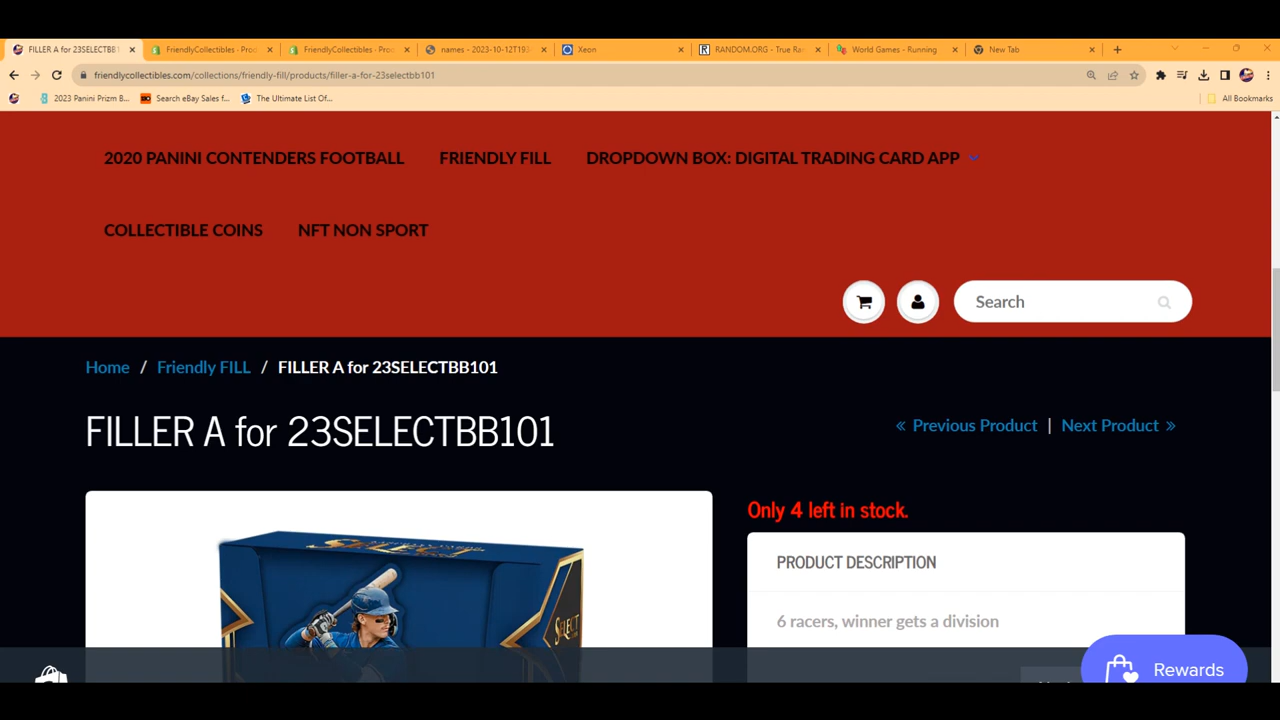 FILLER A for 23SELECTBB1
FriendlyCollectibles · Pro
FriendlyCollectibles · Pro
names - 2023-10-12T193
Xeon
RANDOM.ORG - True Ra
World Games - Running
New Tab
friendlycollectibles.com/collections/friendly-fill/products/filler-a-for-23selectbb101
2023 Panini Prizm B...
Search eBay Sales f...
The Ultimate List Of...
All Bookmarks
2020 PANINI CONTENDERS FOOTBALL
FRIENDLY FILL
DROPDOWN BOX: DIGITAL TRADING CARD APP
COLLECTIBLE COINS
NFT NON SPORT
Search
Home / Friendly FILL / FILLER A for 23SELECTBB101
FILLER A for 23SELECTBB101
« Previous Product | Next Product »
Only 4 left in stock.
SELECT
SELECT
PRODUCT DESCRIPTION
6 racers, winner gets a division
Rewards